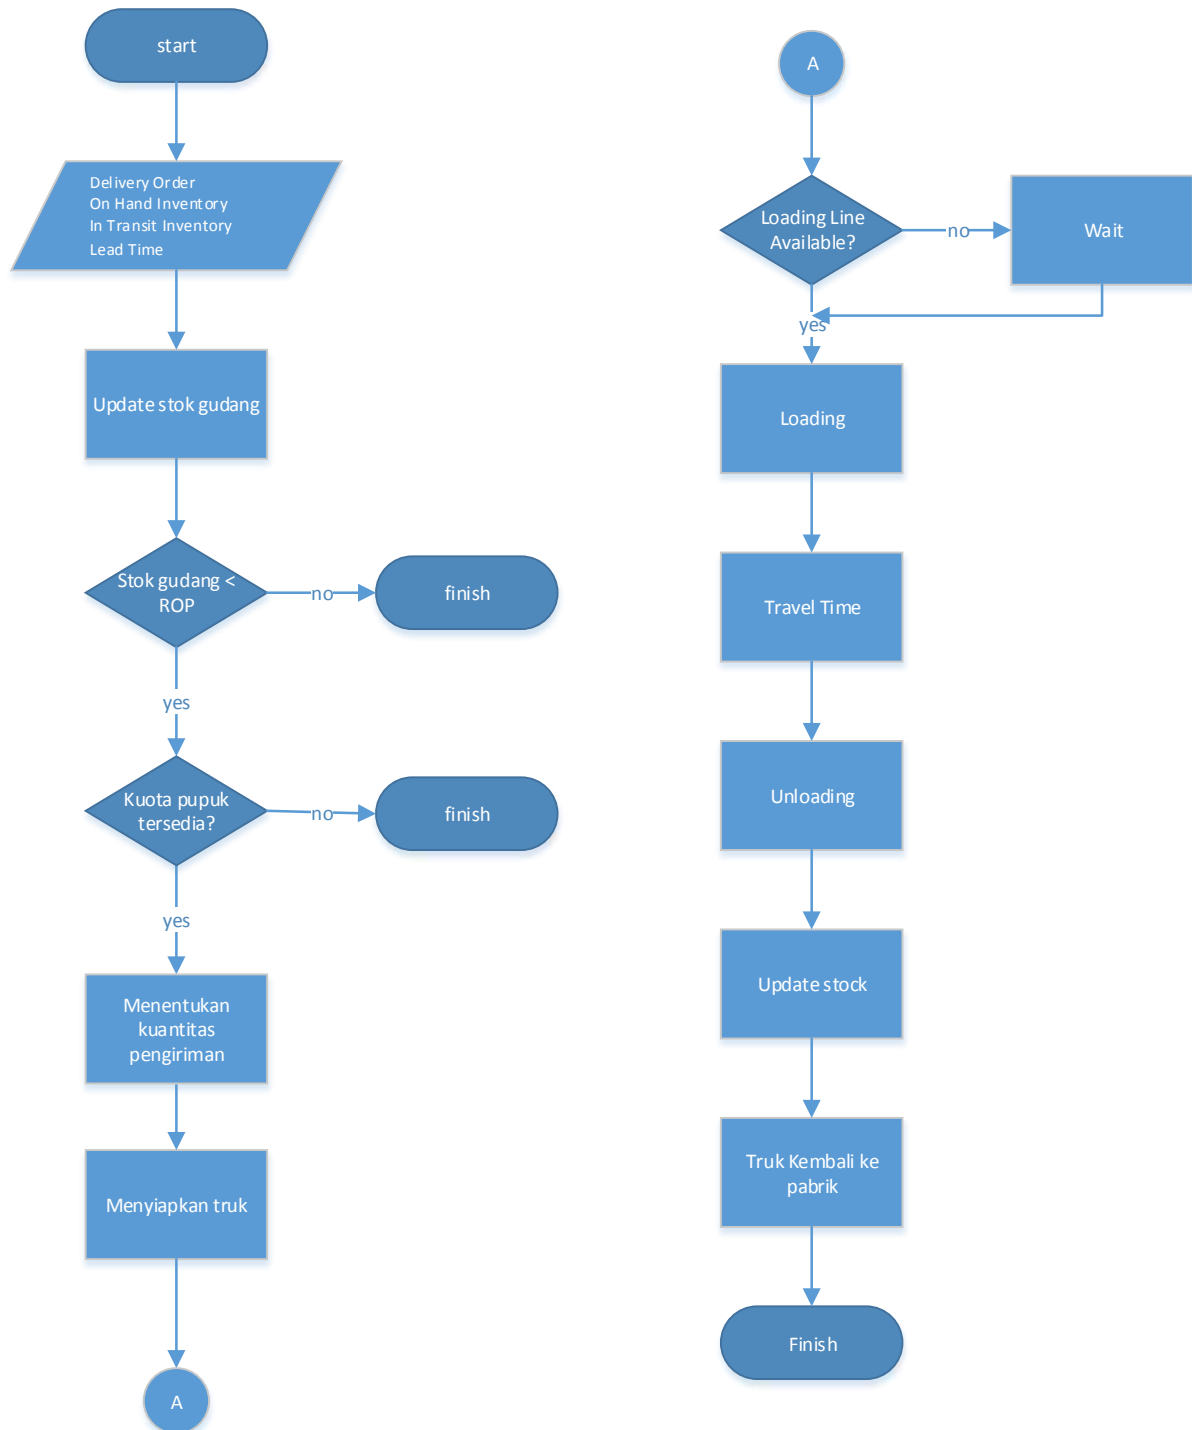 start
Delivery Order
On Hand Inventory
In Transit Inventory
Lead Time
Update stok gudang
Stok gudang <
ROP
no
finish
yes
Kuota pupuk
tersedia?
no
finish
yes
Menentukan
kuantitas
pengiriman
Menyiapkan truk
A
A
Loading Line
Available?
no
Wait
yes
Loading
Travel Time
Unloading
Update stock
Truk Kembali ke
pabrik
Finish